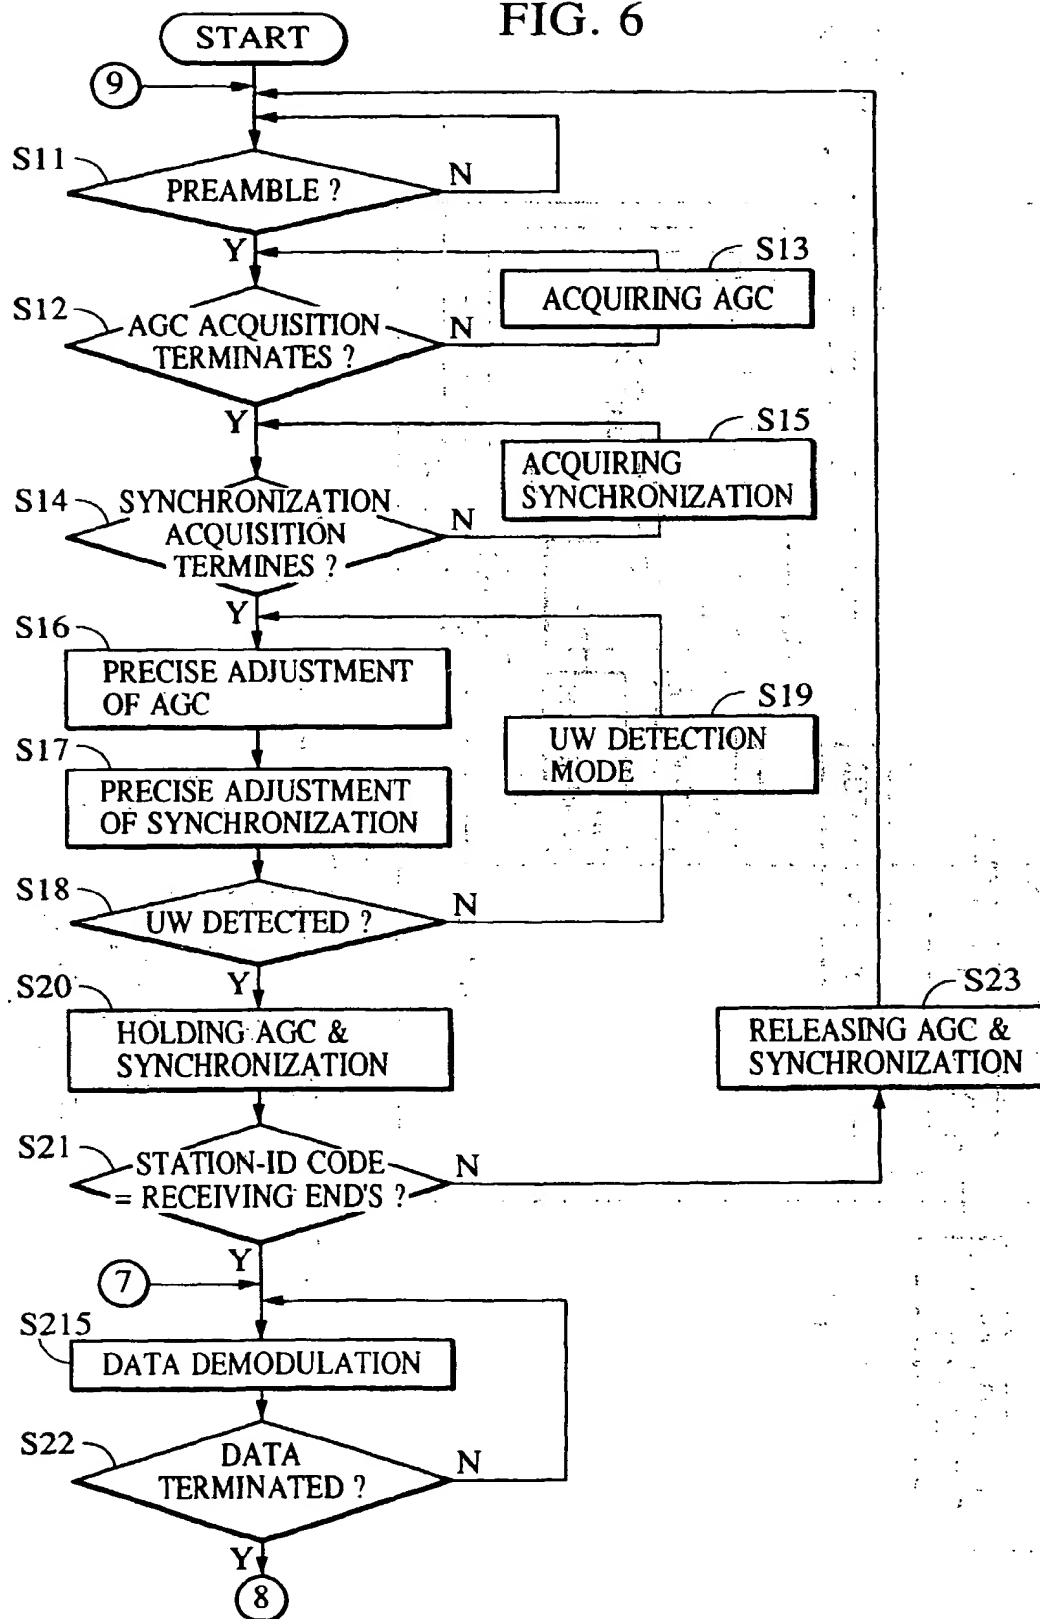 FIG. 6
START
9
S11
PREAMBLE ?
N
Y
S13
ACQUIRING AGC
S12
AGC ACQUISITION
TERMINATES ?
N
Y
S15
ACQUIRING
SYNCHRONIZATION
S14
SYNCHRONIZATION
ACQUISITION
TERMINES ?
N
Y
S16
PRECISE ADJUSTMENT
OF AGC
S19
UW DETECTION
MODE
S17
PRECISE ADJUSTMENT
OF SYNCHRONIZATION
S18
UW DETECTED ?
N
Y
S20
HOLDING AGC &
SYNCHRONIZATION
S23
RELEASING AGC &
SYNCHRONIZATION
S21
STATION-ID CODE
= RECEIVING END'S ?
N
Y
7
S215
DATA DEMODULATION
S22
DATA
TERMINATED ?
N
Y
8